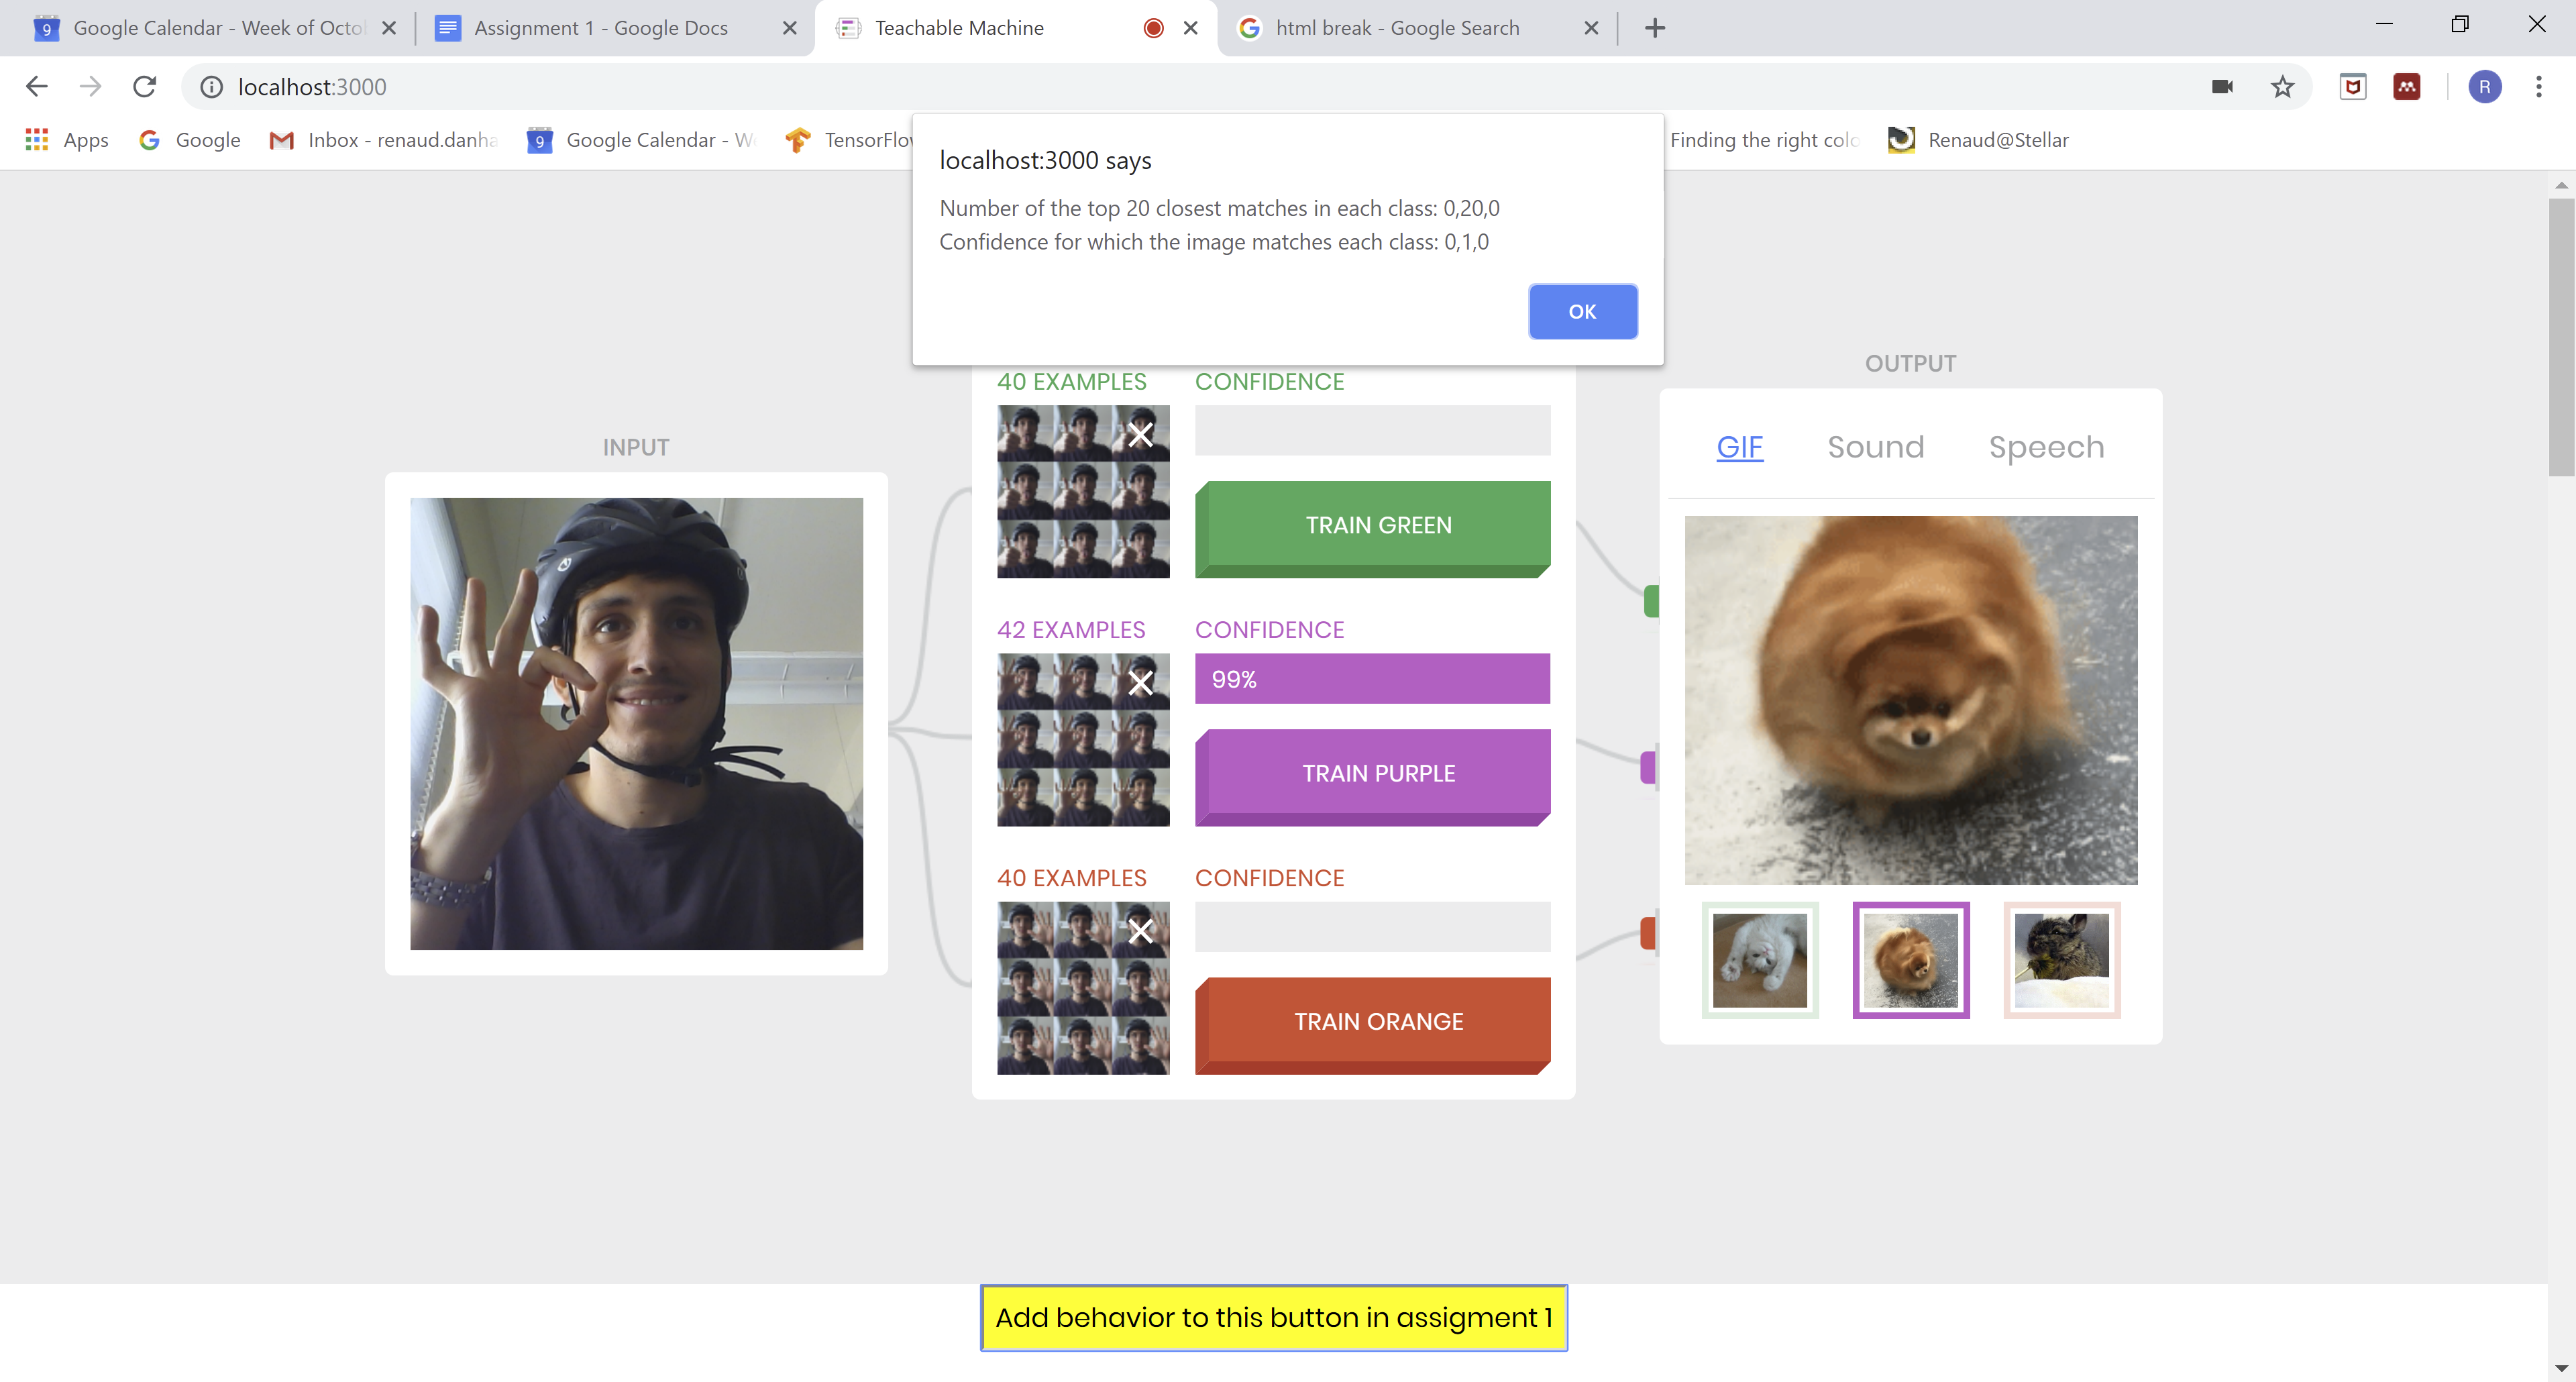 Google Calendar - Week of Octo
Assignment 1 - Google Docs
Teachable Machine
html break - Google Search
localhost:3000
R
Apps
Google
Inbox - renaud.danha
9
Google Calendar - W
TensorFlo
Finding the right colo
Renaud@Stellar
localhost:3000 says
Number of the top 20 closest matches in each class: 0,20,0
Confidence for which the image matches each class: 0,1,0
OK
INPUT
40 EXAMPLES
CONFIDENCE
TRAIN GREEN
42 EXAMPLES
CONFIDENCE
99%
TRAIN PURPLE
40 EXAMPLES
CONFIDENCE
TRAIN ORANGE
OUTPUT
GIF
Sound
Speech
Add behavior to this button in assigment 1